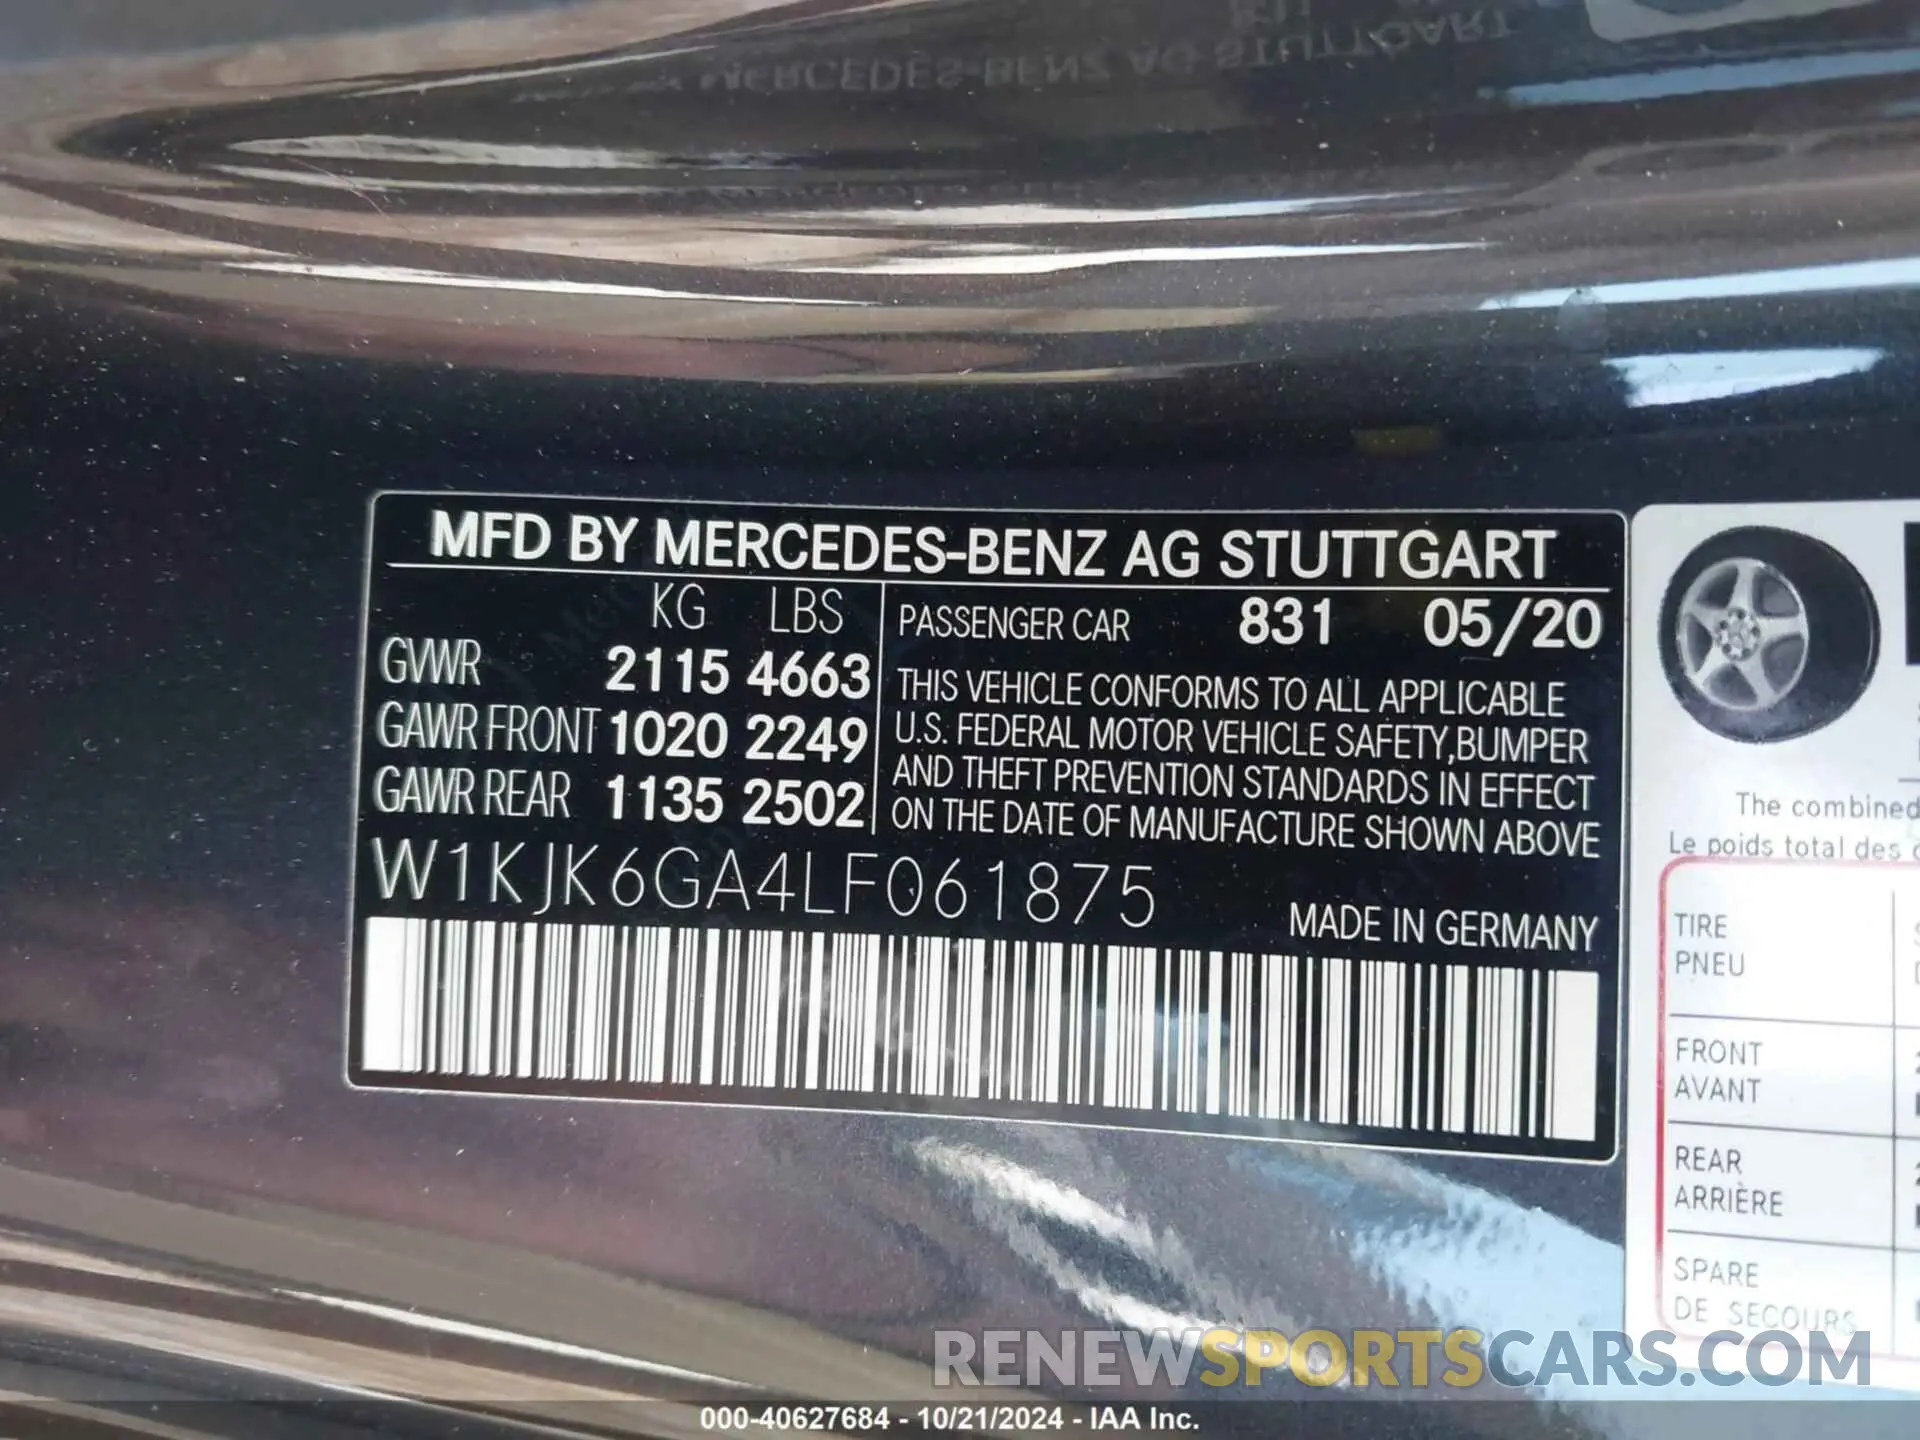 MERCEDES-BENZ AG STUTTGART
MFD BY MERCEDES-BENZ AG STUTTGART
KG LBS
GVWR 2115 4663
GAWR FRONT 1020 2249
GAWR REAR 1135 2502
PASSENGER CAR 831 05/20
THIS VEHICLE CONFORMS TO ALL APPLICABLE
U.S. FEDERAL MOTOR VEHICLE SAFETY,BUMPER
AND THEFT PREVENTION STANDARDS IN EFFECT
ON THE DATE OF MANUFACTURE SHOWN ABOVE
W1KJK6GA4LF061875
MADE IN GERMANY
The combined
Le poids total des
TIRE
PNEU
FRONT
AVANT
REAR
ARRIÈRE
SPARE
DE SECOURS
RENEWSPORTSCARS.COM
000-40627684 - 10/21/2024 - IAA Inc.